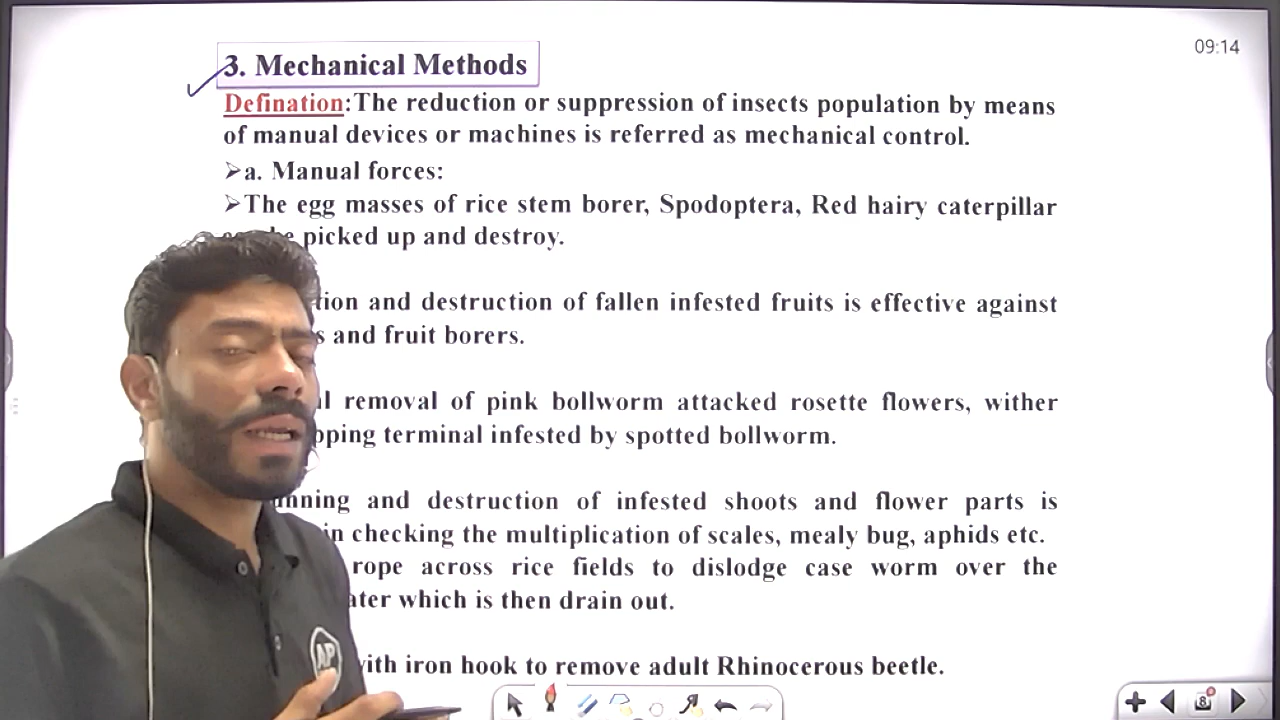 09:14
3. Mechanical Methods
Defination:The reduction or suppression of insects population by means
of manual devices or machines is referred as mechanical control.
➢a. Manual forces:
➢The egg masses of rice stem borer, Spodoptera, Red hairy caterpillar
picked up and destroy.
and destruction of fallen infested fruits is effective against
and fruit borers.
removal of pink bollworm attacked rosette flowers, wither
terminal infested by spotted bollworm.
and destruction of infested shoots and flower parts is
in checking the multiplication of scales, mealy bug, aphids etc.
rope across rice fields to dislodge case worm over the
which is then drain out.
with iron hook to remove adult Rhinocerous beetle.
AP
8